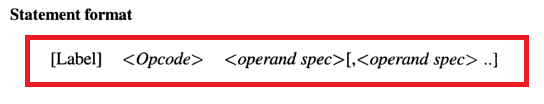 Statement format
[Label] <Opcode> <operand spec>[,<operand spec> ..]